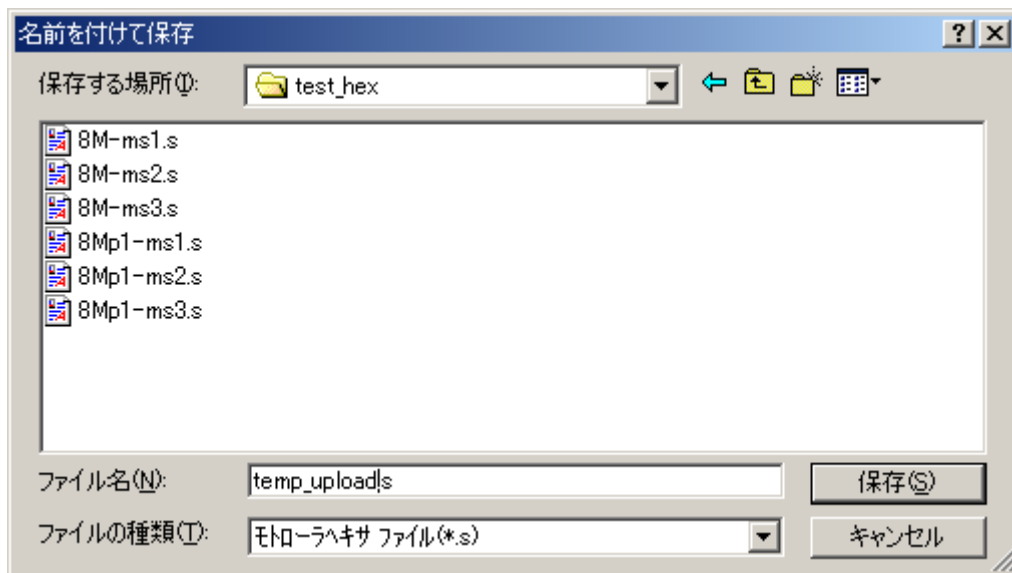 名前を付けて保存
保存する場所(I):
test_hex
8M-ms1.s
8M-ms2.s
8M-ms3.s
8Mp1-ms1.s
8Mp1-ms2.s
8Mp1-ms3.s
ファイル名(N):
temp_upload.s
保存(S)
ファイルの種類(T):
モトローラヘキサ ファイル(*.s)
キャンセル